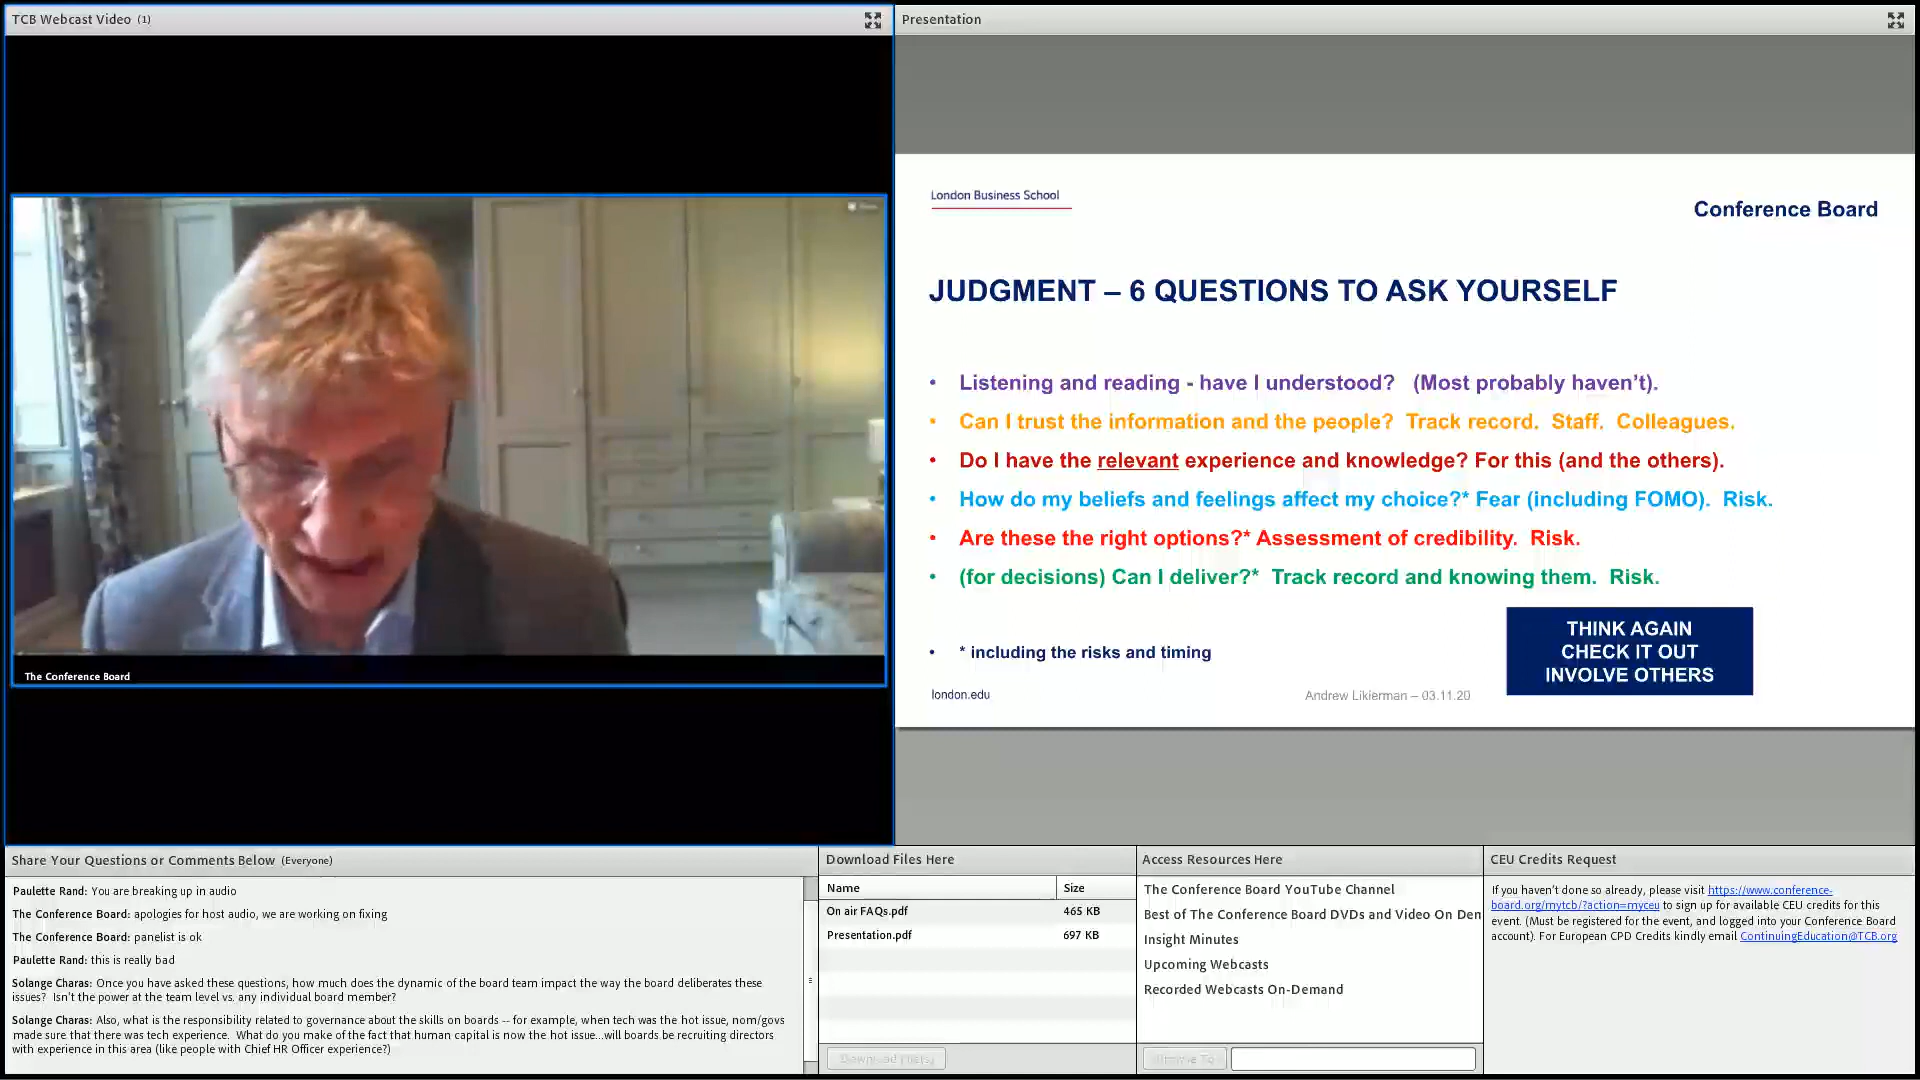 TCB Webcast Video (1)
The Conference Board
Presentation
London Business School
Conference Board
JUDGMENT – 6 QUESTIONS TO ASK YOURSELF
• Listening and reading - have I understood? (Most probably haven't).
• Can I trust the information and the people? Track record. Staff. Colleagues.
• Do I have the relevant experience and knowledge? For this (and the others).
• How do my beliefs and feelings affect my choice?* Fear (including FOMO). Risk.
• Are these the right options?* Assessment of credibility. Risk.
• (for decisions) Can I deliver?* Track record and knowing them. Risk.
• * including the risks and timing
THINK AGAIN
CHECK IT OUT
INVOLVE OTHERS
london.edu
Andrew Likierman – 03.11.20
Share Your Questions or Comments Below (Everyone)
Paulette Rand: You are breaking up in audio
The Conference Board: apologies for host audio, we are working on fixing
The Conference Board: panelist is ok
Paulette Rand: this is really bad
Solange Charas: Once you have asked these questions, how much does the dynamic of the board team impact the way the board deliberates these
issues? Isn't the power at the team level vs. any individual board member?
Solange Charas: Also, what is the responsibility related to governance about the skills on boards -- for example, when tech was the hot issue, nom/govs
made sure that there was tech experience. What do you make of the fact that human capital is now the hot issue...will boards be recruiting directors
with experience in this area (like people with Chief HR Officer experience?)
Download Files Here
Name Size
On air FAQs.pdf 465 KB
Presentation.pdf 697 KB
Download File(s)
Access Resources Here
The Conference Board YouTube Channel
Best of The Conference Board DVDs and Video On Den
Insight Minutes
Upcoming Webcasts
Recorded Webcasts On-Demand
Browse To
CEU Credits Request
If you haven't done so already, please visit https://www.conference-
board.org/mytcb/?action=myceu to sign up for available CEU credits for this
event. (Must be registered for the event, and logged into your Conference Board
account). For European CPD Credits kindly email ContinuingEducation@TCB.org